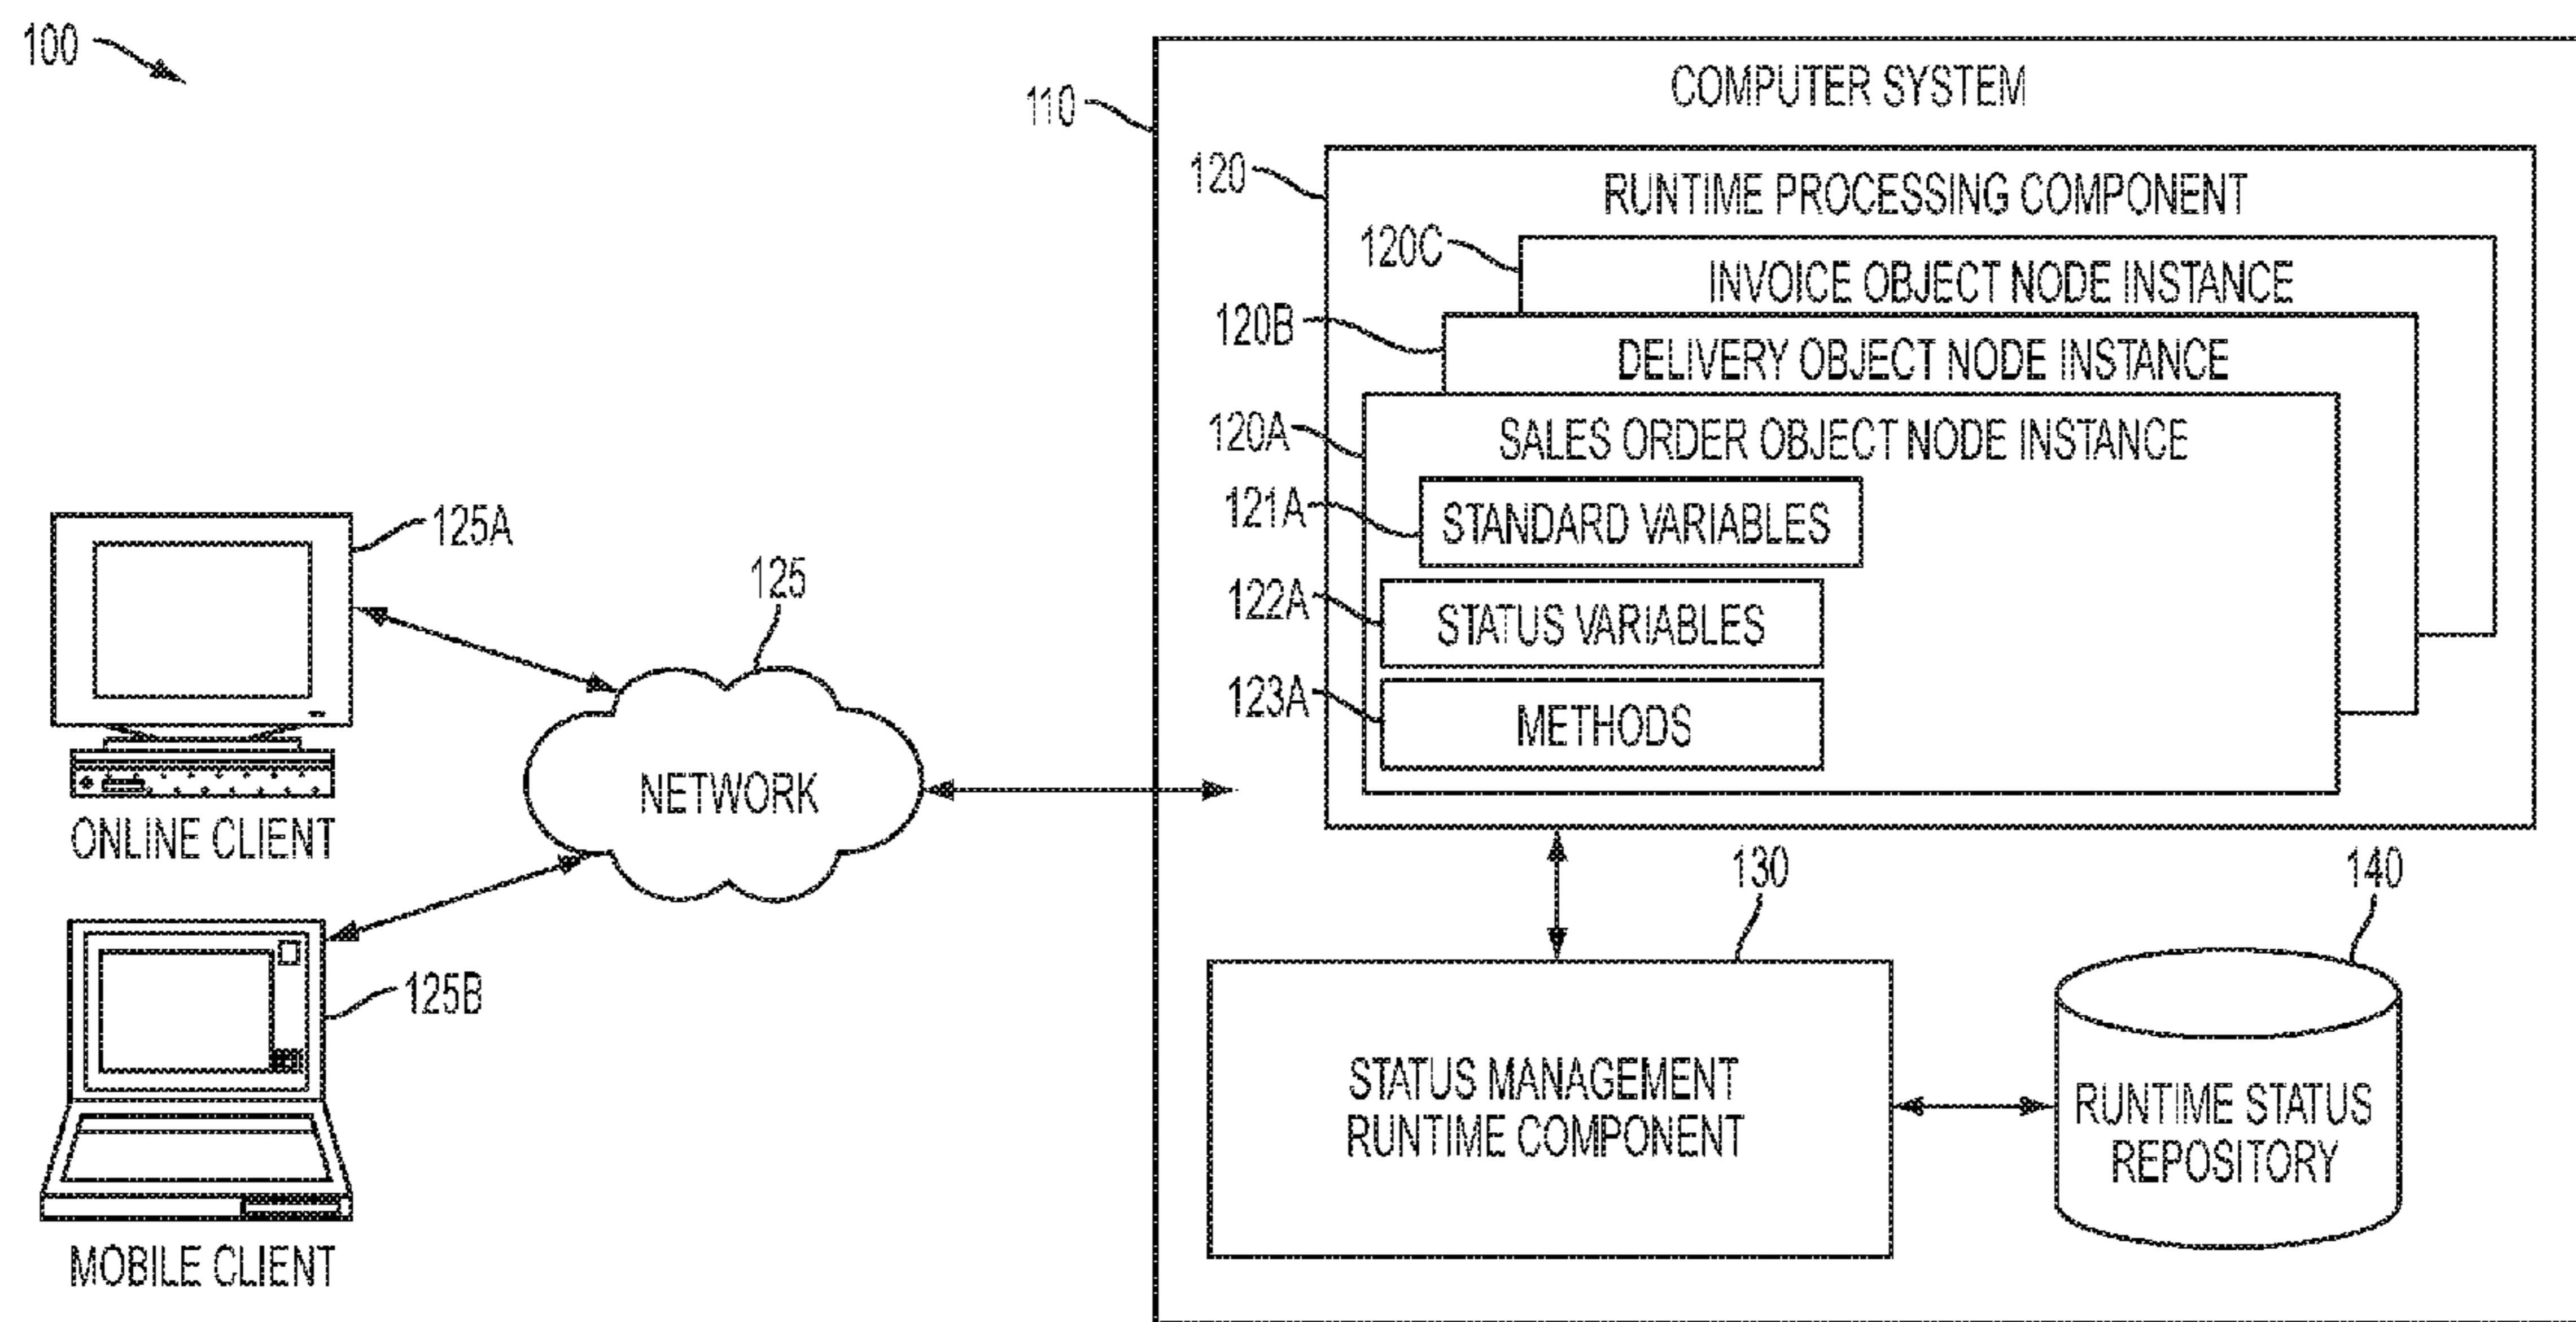 100
110
COMPUTER SYSTEM
120
RUNTIME PROCESSING COMPONENT
120C
INVOICE OBJECT NODE INSTANCE
120B
DELIVERY OBJECT NODE INSTANCE
120A
SALES ORDER OBJECT NODE INSTANCE
121A
STANDARD VARIABLES
122A
STATUS VARIABLES
123A
METHODS
125A
ONLINE CLIENT
125
NETWORK
125B
MOBILE CLIENT
130
STATUS MANAGEMENT
RUNTIME COMPONENT
140
RUNTIME STATUS
REPOSITORY